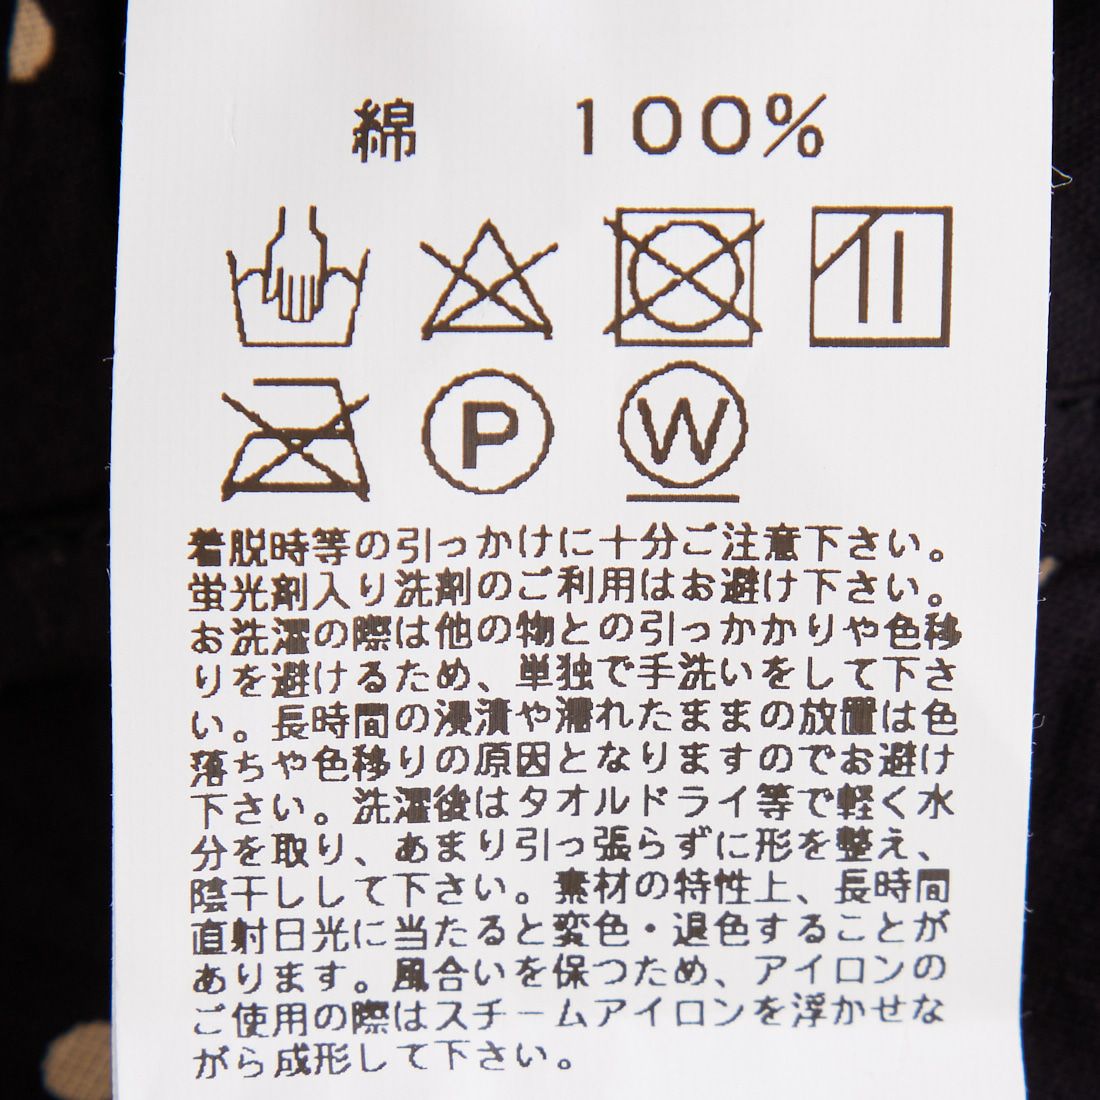 綿 100%
P W
着脱時等の引っかけに十分ご注意下さい。
蛍光剤入り洗剤のご利用はお避け下さい。
お洗濯の際は他の物との引っかかりや色移
りを避けるため、単独で手洗いをして下さ
い。長時間の浸漬や濡れたままの放置は色
落ちや色移りの原因となりますのでお避け
下さい。洗濯後はタオルドライ等で軽く水
分を取り、あまり引っ張らずに形を整え、
陰干しして下さい。素材の特性上、長時間
直射日光に当たると変色・退色することが
あります。風合いを保つため、アイロンの
ご使用の際はスチームアイロンを浮かせな
がら成形して下さい。